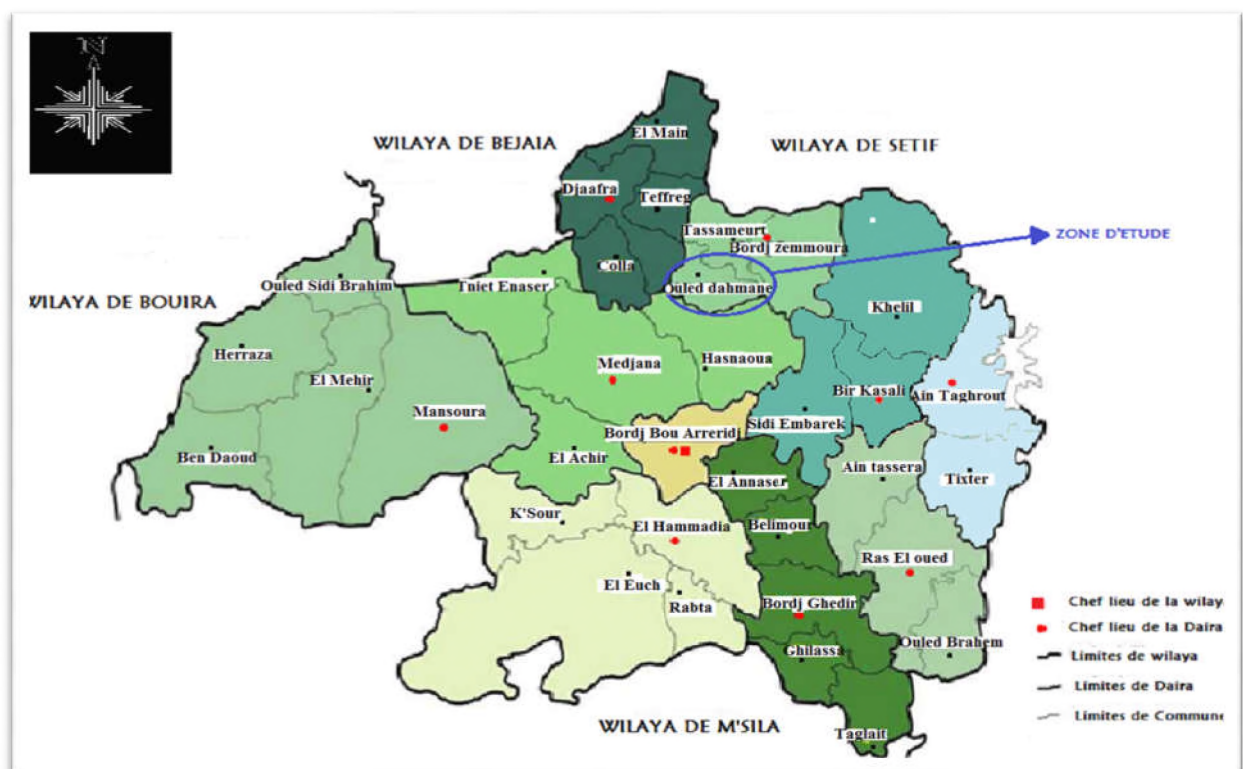 N
WILAYA DE BEJAIA
WILAYA DE SETIF
El Main
Djaafra
Teffreg
Tassameurt
Bordj zemmoura
ZONE D'ETUDE
Colla
Ouled dahmane
Ouled Sidi Brahim
Tniet Enaser
WILAYA DE BOUIRA
Khelil
Herraza
El Mehir
Medjana
Hasnaoua
Mansoura
Bir Kasali
Ain Taghrout
Sidi Embarek
Bordj Bou Arreridj
Ben Daoud
El Achir
El Annaser
Ain tassera
Tixter
K'Sour
El Hammadia
Belimour
Ras El oued
El Euch
Rabta
Bordj Ghedir
Ghilassa
Ouled Brahem
WILAYA DE M'SILA
Taglait
Chef lieu de la wilay
Chef lieu de la Daira
Limites de wilaya
Limites de Daira
Limites de Commune